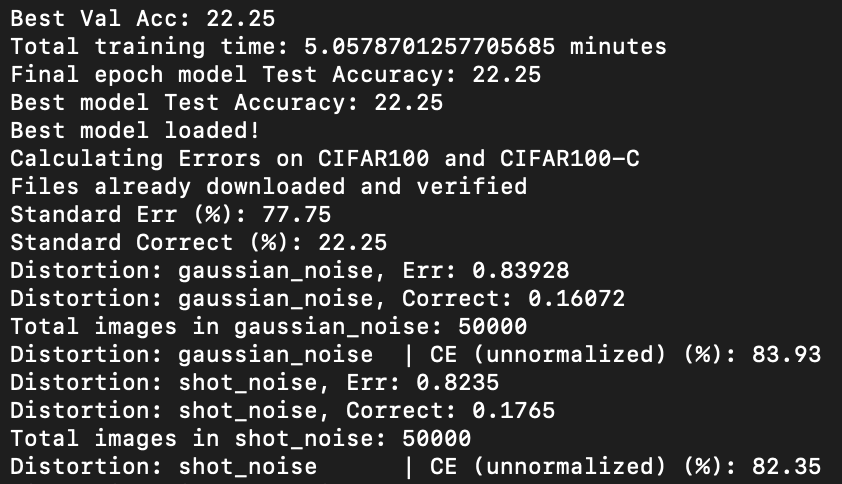 Best Val Acc: 22.25
Total training time: 5.0578701257705685 minutes
Final epoch model Test Accuracy: 22.25
Best model Test Accuracy: 22.25
Best model loaded!
Calculating Errors on CIFAR100 and CIFAR100-C
Files already downloaded and verified
Standard Err (%): 77.75
Standard Correct (%): 22.25
Distortion: gaussian_noise, Err: 0.83928
Distortion: gaussian_noise, Correct: 0.16072
Total images in gaussian_noise: 50000
Distortion: gaussian_noise  | CE (unnormalized) (%): 83.93
Distortion: shot_noise, Err: 0.8235
Distortion: shot_noise, Correct: 0.1765
Total images in shot_noise: 50000
Distortion: shot_noise      | CE (unnormalized) (%): 82.35